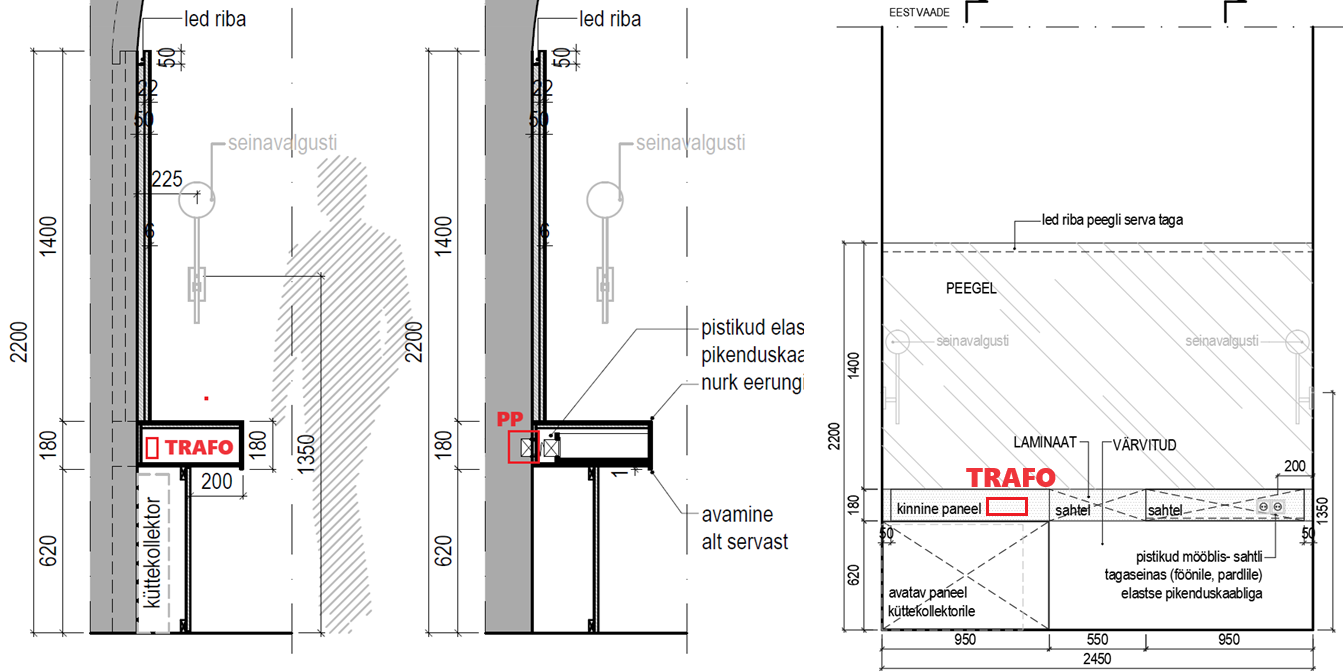 led riba
50
22
50
seinavalgusti
225
1400
6
2200
180
TRAFO
180
1350
200
küttekollektor
620
led riba
50
22
50
seinavalgusti
1400
6
2200
pistikud elas
pikenduskaa
nurk eerungi
PP
180
1
avamine
alt servast
620
EESTVAADE
led riba peegli serva taga
PEEGEL
seinavalgusti
seinavalgusti
1400
2200
LAMINAAT
VÄRVITUD
TRAFO
200
180
kinnine paneel
sahtel
sahtel
1350
50
50
pistikud mööblis- sahtli
tagaseinas (föönile, pardlile)
elastse pikenduskaabliga
620
avatav paneel
küttekollektorile
950
550
950
2450